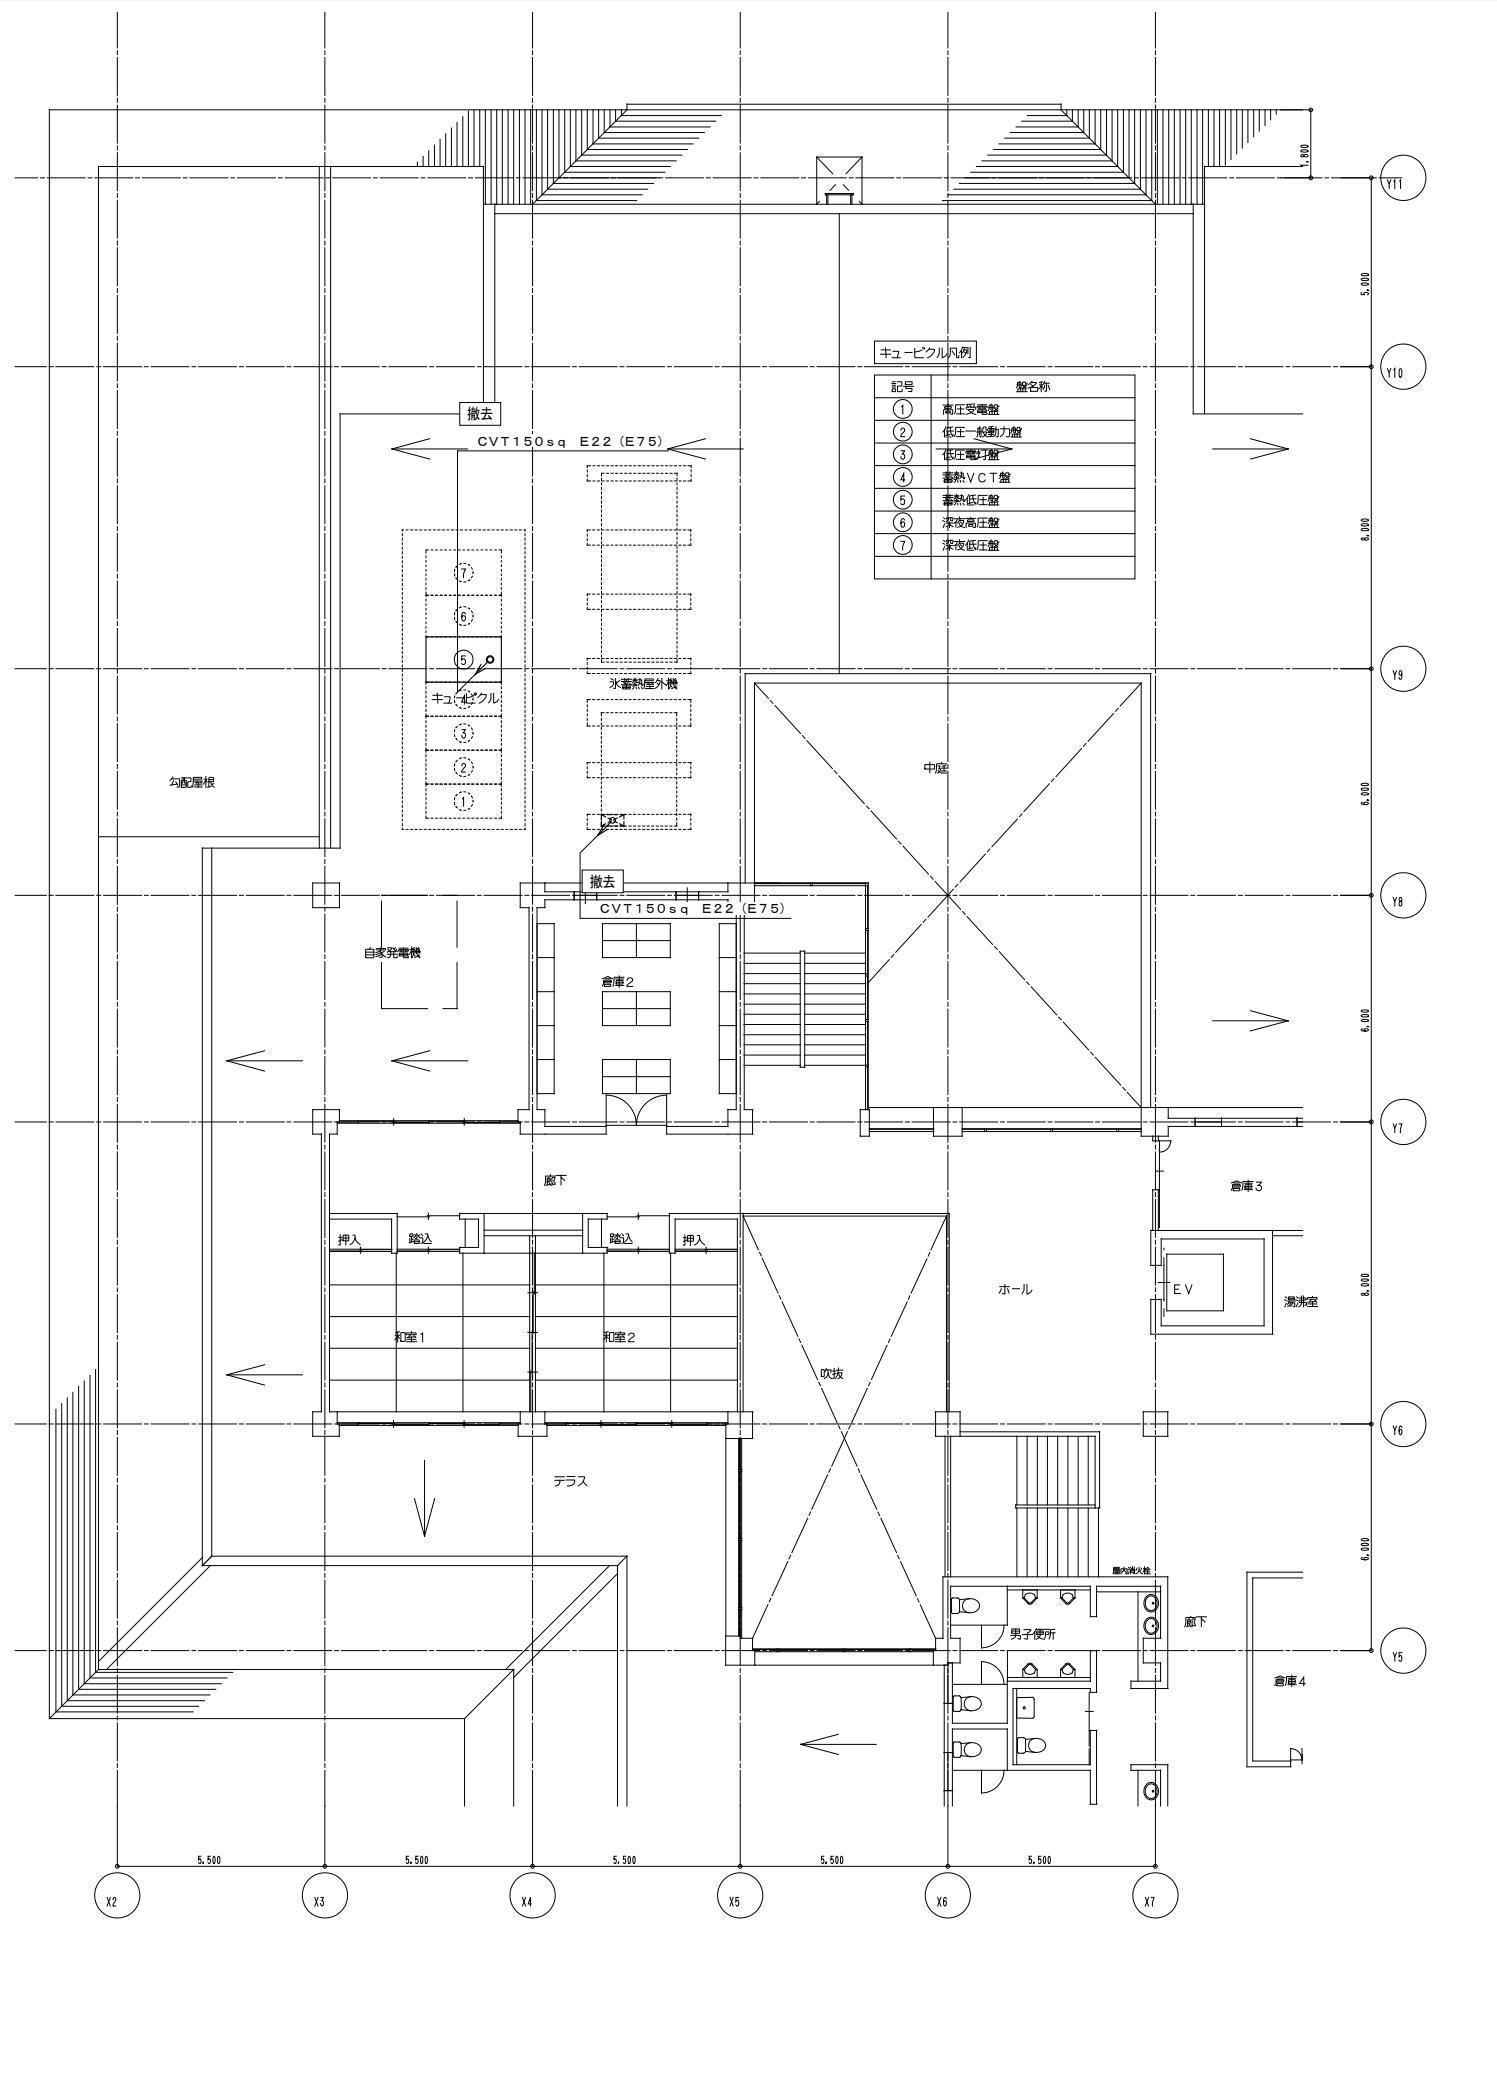 1,800
Y11
5,000
キュービクル凡例
Y10
記号 盤名称
① 高圧受電盤
② 低圧一般動力盤
③ 低圧電灯盤
④ 蓄熱ＶＣＴ盤
⑤ 蓄熱低圧盤
⑥ 深夜高圧盤
⑦ 深夜低圧盤
撤去
CVT150sq E22 (E75)
8,000
⑦
⑥
⑤
キュービクル
④
③
②
①
氷蓄熱屋外機
Y9
中庭
勾配屋根
6,000
撤去
CVT150sq E22 (E75)
Y8
自家発電機
倉庫２
6,000
Y7
廊下
倉庫３
押入
踏込
踏込
押入
ホール
ＥＶ
湯沸室
8,000
和室１
和室２
吹抜
Y6
テラス
6,000
屋内消火栓
男子便所
廊下
Y5
倉庫４
5,500
5,500
5,500
5,500
5,500
X2
X3
X4
X5
X6
X7